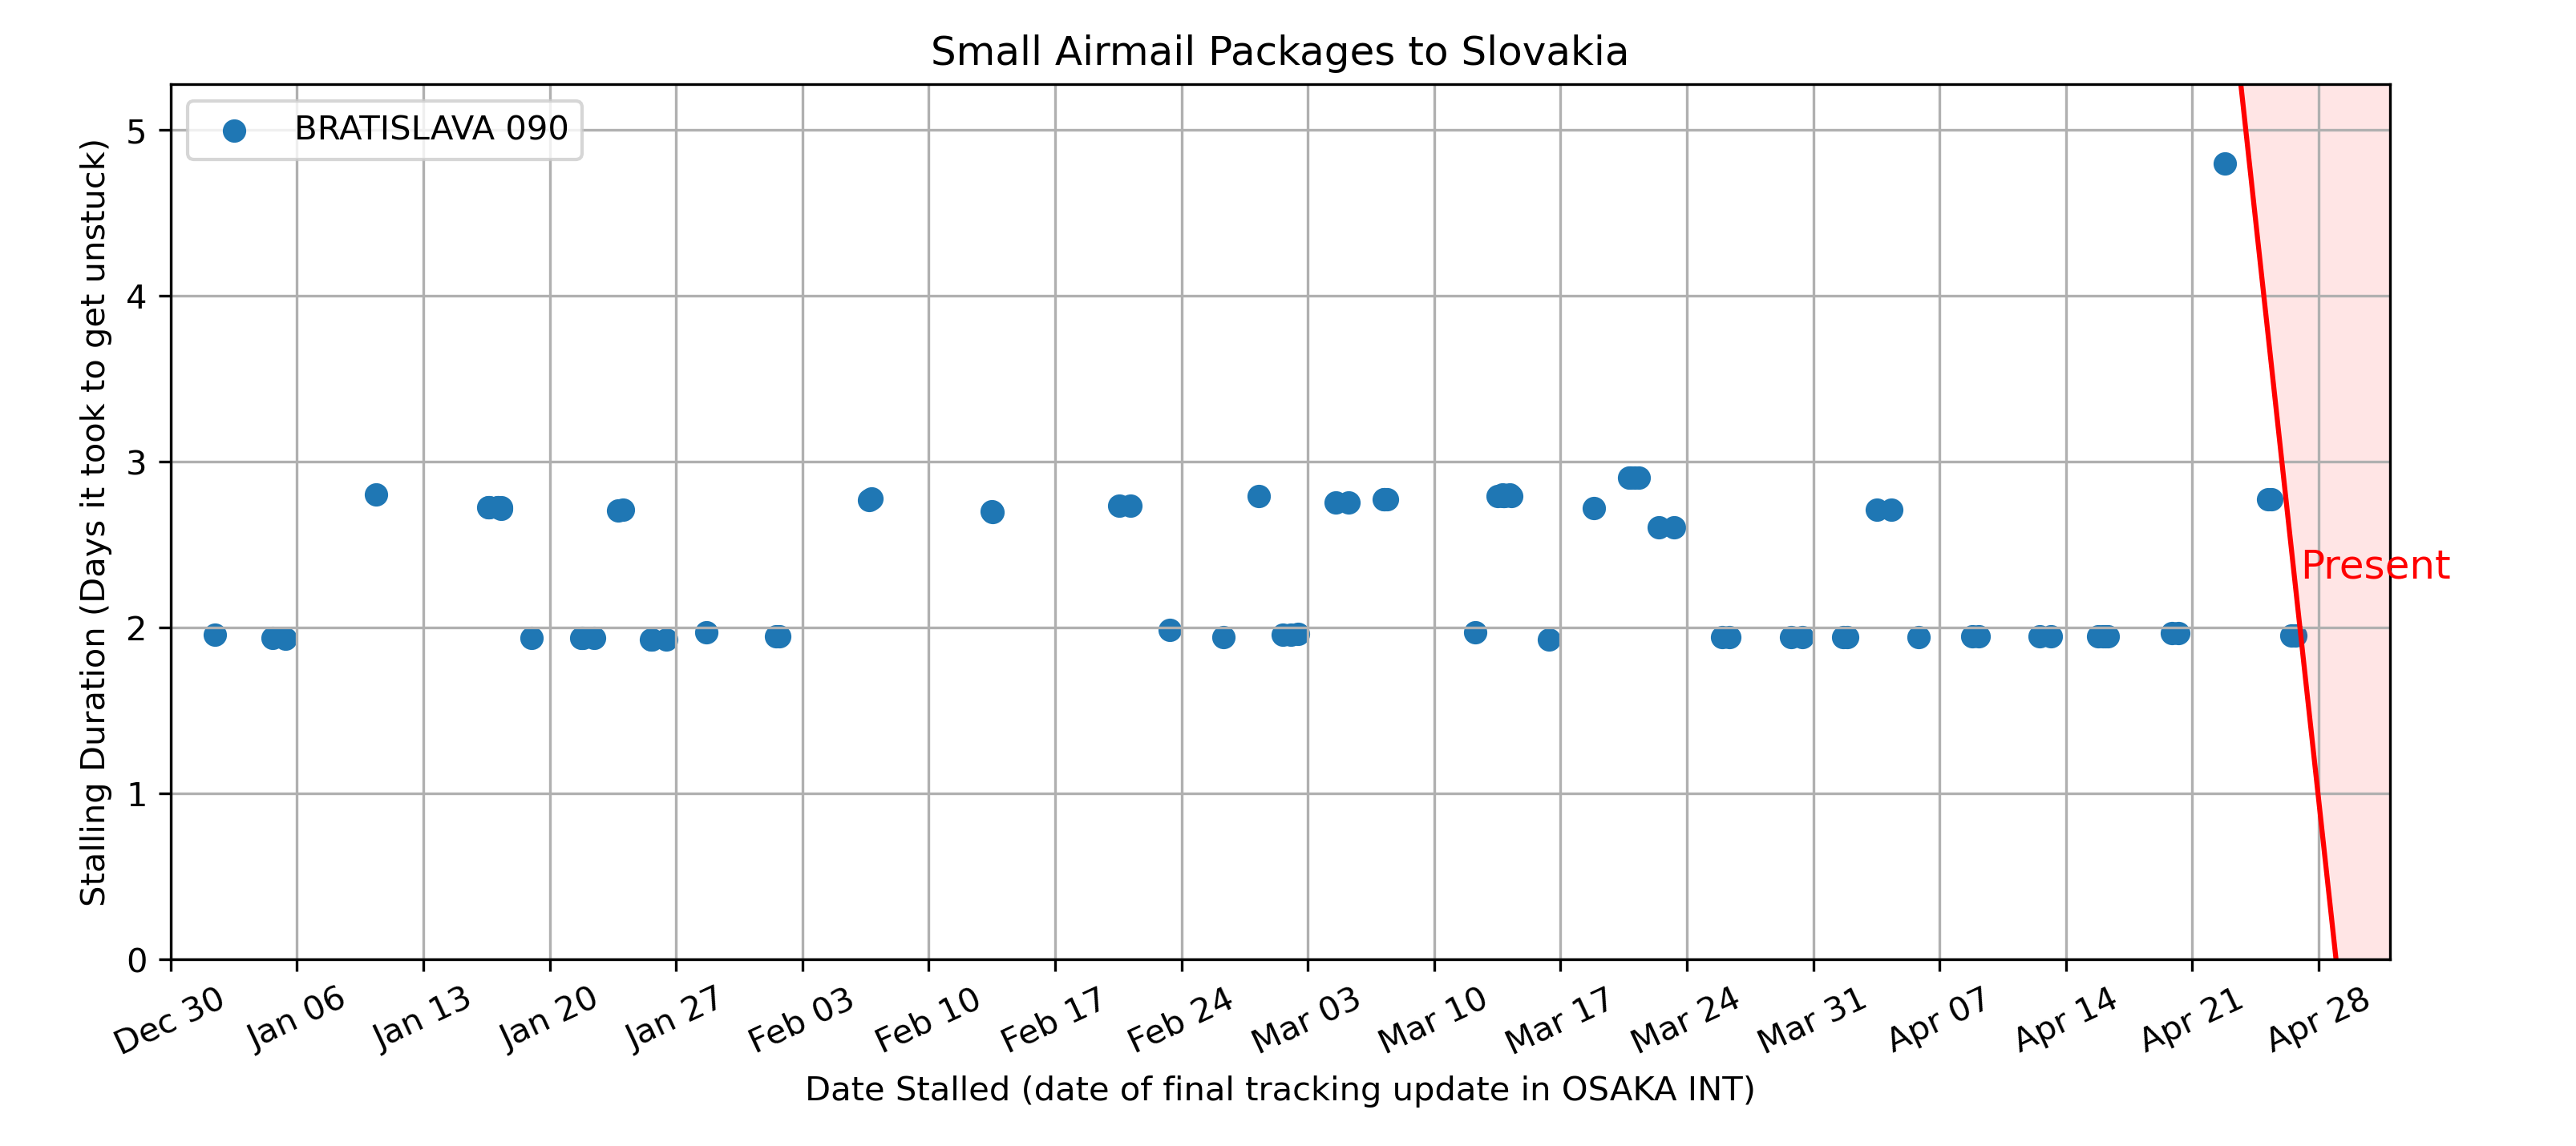 Small Airmail Packages to Slovakia
BRATISLAVA 090
Stalling Duration (Days it took to get unstuck)
5
4
3
2
1
0
Present
Dec 30
Jan 06
Jan 13
Jan 20
Jan 27
Feb 03
Feb 10
Feb 17
Feb 24
Mar 03
Mar 10
Mar 17
Mar 24
Mar 31
Apr 07
Apr 14
Apr 21
Apr 28
Date Stalled (date of final tracking update in OSAKA INT)